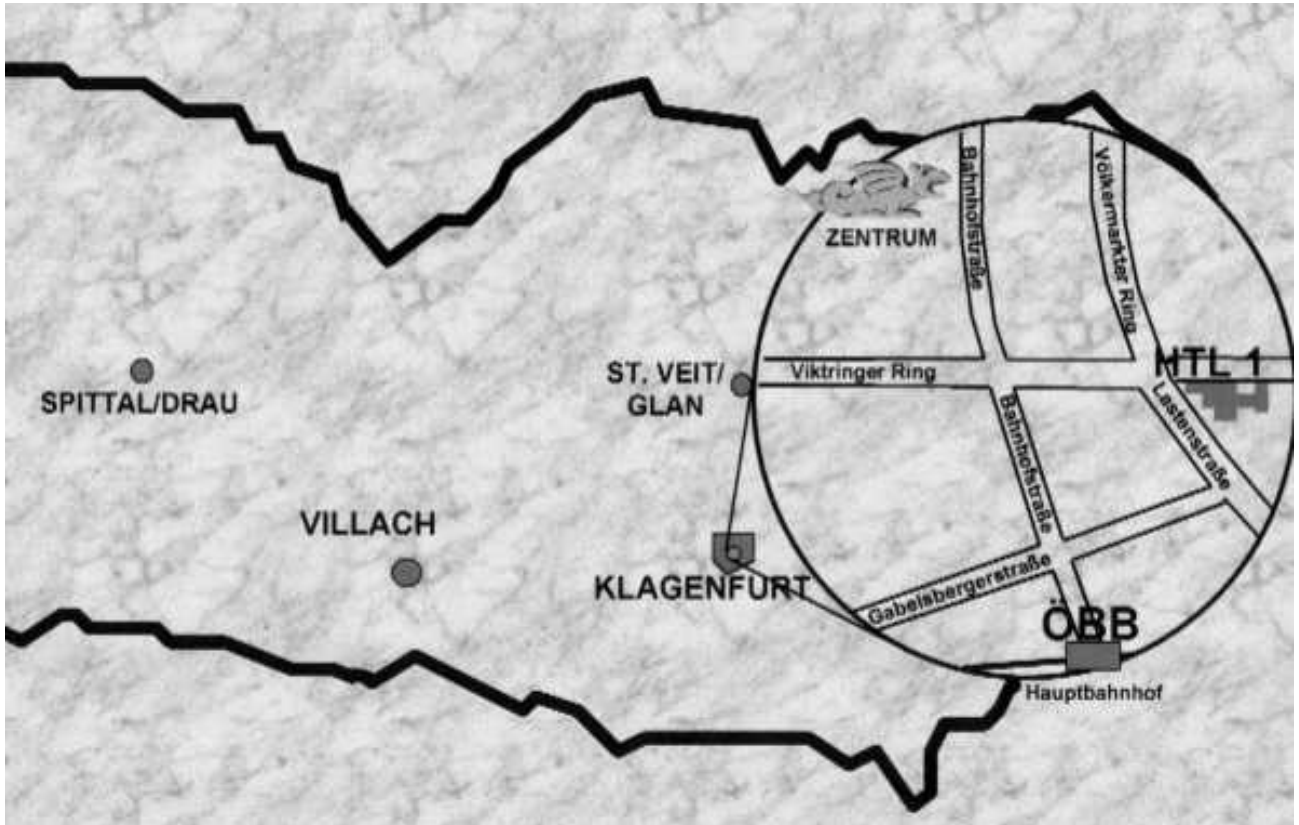 Bahnhofstraße
Völkermarkter Ring
ZENTRUM
HTL 1
ST. VEIT/
GLAN
Viktringer Ring
SPITTAL/DRAU
Lastenstraße
Bahnhofstraße
VILLACH
KLAGENFURT
Gabelsbergerstraße
ÖBB
Hauptbahnhof